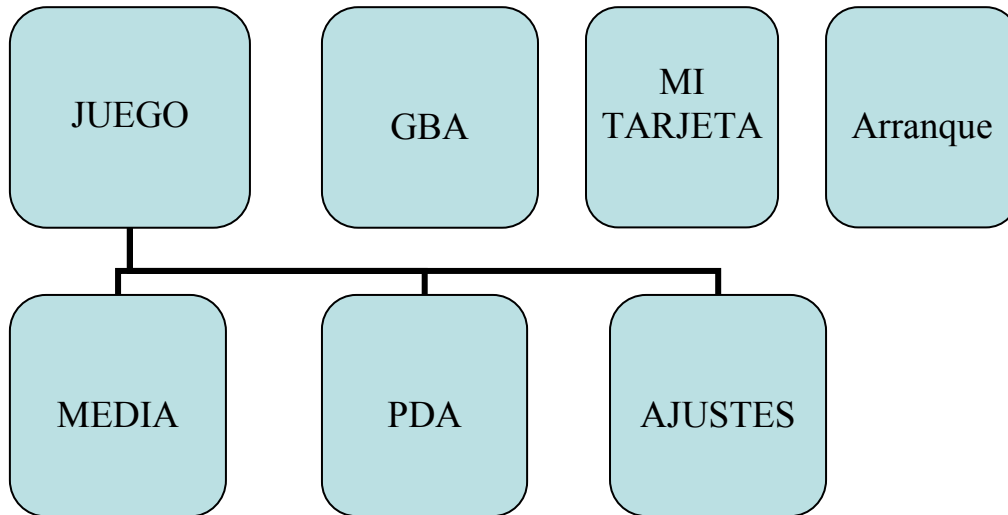 JUEGO
GBA
MI
TARJETA
Arranque
MEDIA
PDA
AJUSTES